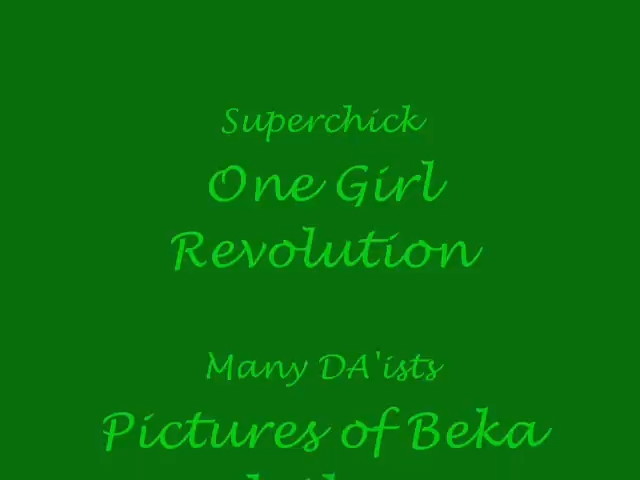 Superchick
One Girl
Revolution
Many DA'ists
Pictures of Beka